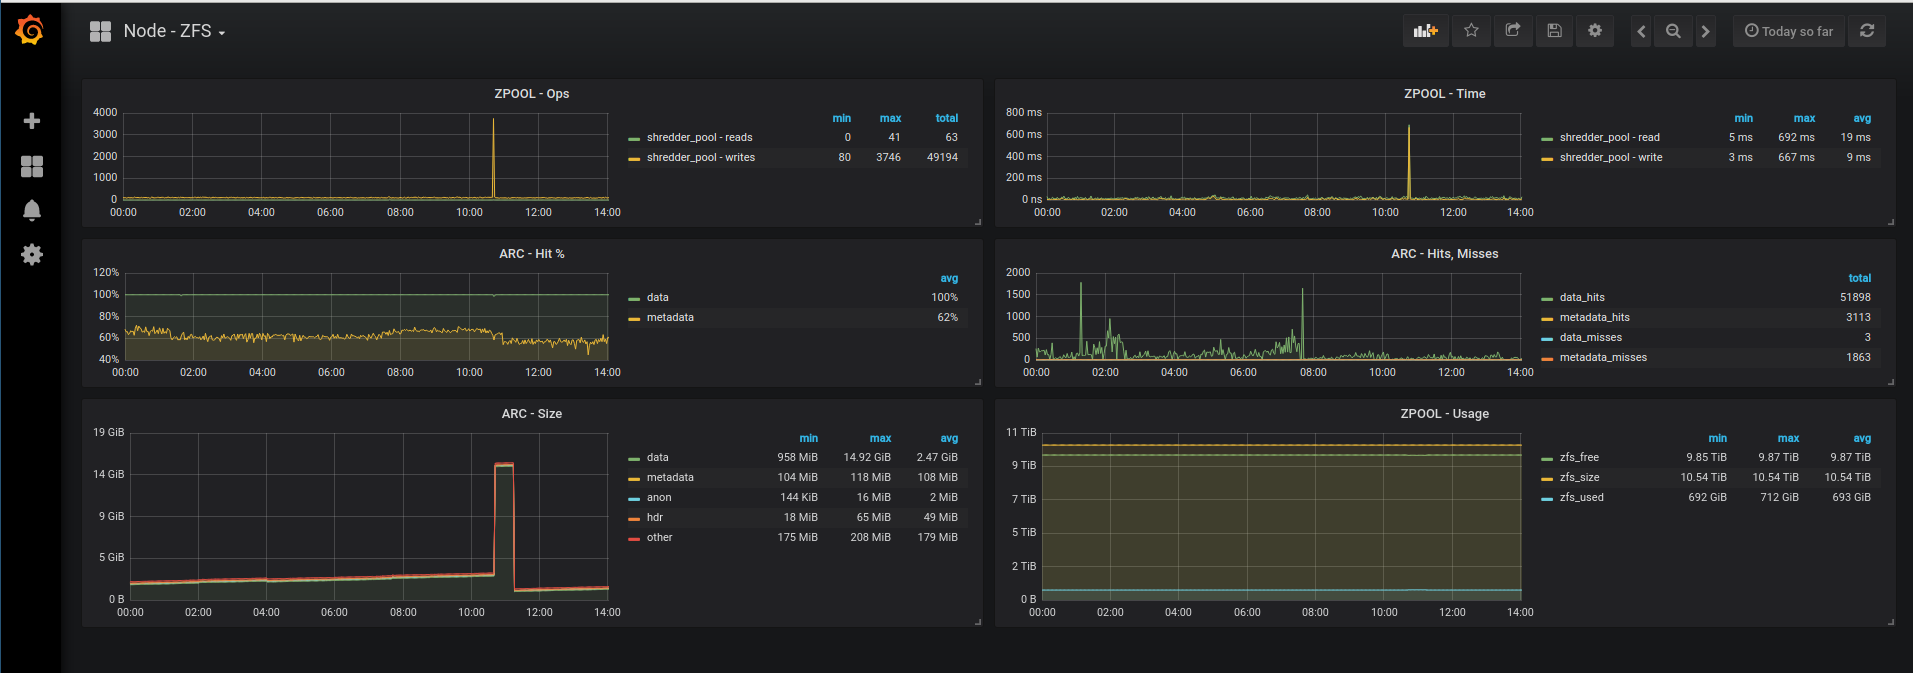 Node - ZFS
Today so far
ZPOOL - Ops
4000
3000
2000
1000
0
00:00 02:00 04:00 06:00 08:00 10:00 12:00 14:00
min max total
shredder_pool - reads 0 41 63
shredder_pool - writes 80 3746 49194
ZPOOL - Time
800 ms
600 ms
400 ms
200 ms
0 ns
00:00 02:00 04:00 06:00 08:00 10:00 12:00 14:00
min max avg
shredder_pool - read 5 ms 692 ms 19 ms
shredder_pool - write 3 ms 667 ms 9 ms
ARC - Hit %
120%
100%
80%
60%
40%
00:00 02:00 04:00 06:00 08:00 10:00 12:00 14:00
avg
data 100%
metadata 62%
ARC - Hits, Misses
2000
1500
1000
500
0
00:00 02:00 04:00 06:00 08:00 10:00 12:00 14:00
total
data_hits 51898
metadata_hits 3113
data_misses 3
metadata_misses 1863
ARC - Size
19 GiB
14 GiB
9 GiB
5 GiB
0 B
00:00 02:00 04:00 06:00 08:00 10:00 12:00 14:00
min max avg
data 958 MiB 14.92 GiB 2.47 GiB
metadata 104 MiB 118 MiB 108 MiB
anon 144 KiB 16 MiB 2 MiB
hdr 18 MiB 65 MiB 49 MiB
other 175 MiB 208 MiB 179 MiB
ZPOOL - Usage
11 TiB
9 TiB
7 TiB
5 TiB
2 TiB
0 B
00:00 02:00 04:00 06:00 08:00 10:00 12:00 14:00
min max avg
zfs_free 9.85 TiB 9.87 TiB 9.87 TiB
zfs_size 10.54 TiB 10.54 TiB 10.54 TiB
zfs_used 692 GiB 712 GiB 693 GiB